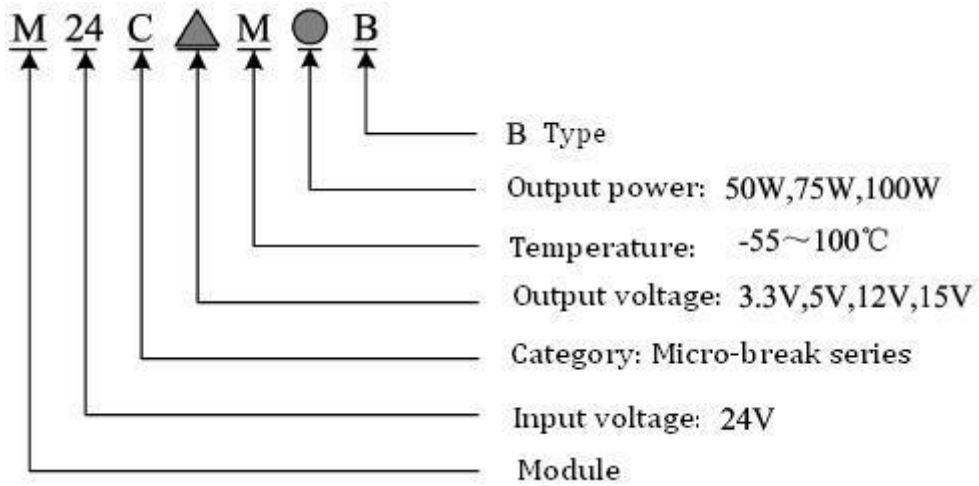 M 24 C M B
B Type
Output power: 50W,75W,100W
Temperature: -55～100℃
Output voltage: 3.3V,5V,12V,15V
Category: Micro-break series
Input voltage: 24V
Module